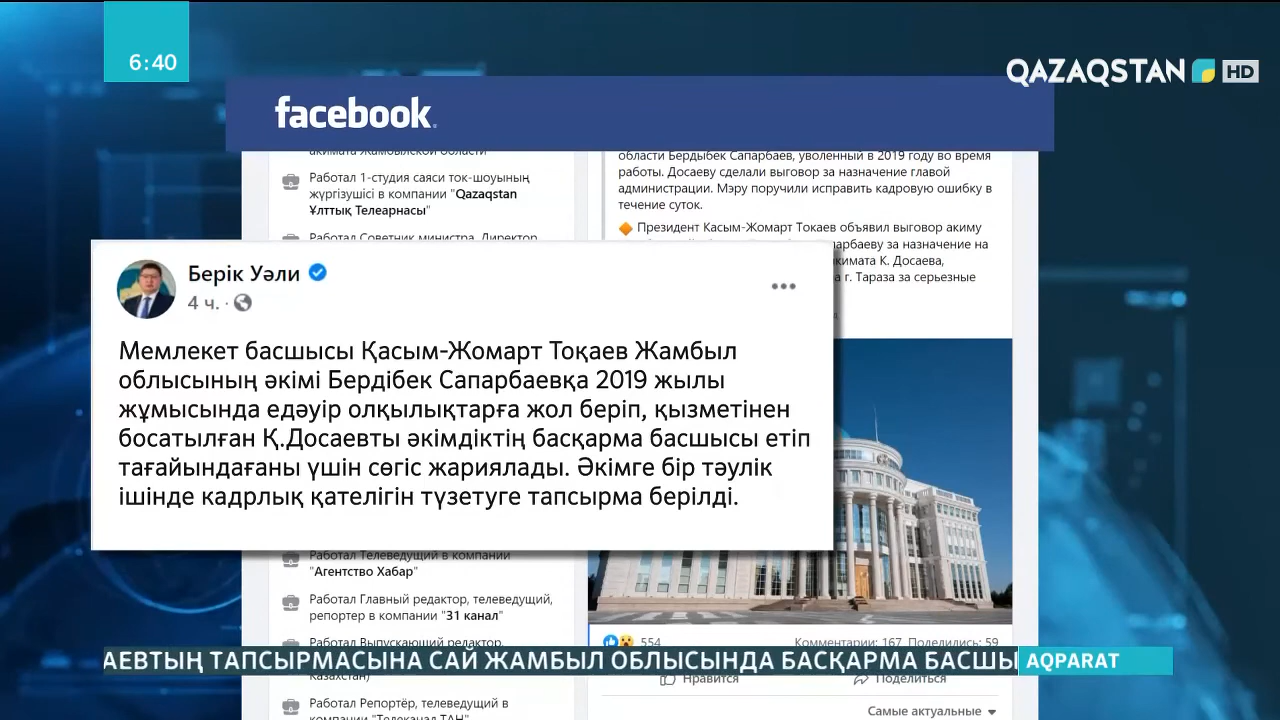 6:40
QAZAQSTAN HD
facebook.
акимата Жамбылской области
Работал 1-студия саяси ток-шоуының
жүргізушісі в компании "Qazaqstan
Ұлттық Телеарнасы"
Работал Советник министра, Директор
области Бердыбек Сапарбаев, уволенный в 2019 году во время
работы. Досаеву сделали выговор за назначение главой
администрации. Мэру поручили исправить кадровую ошибку в
течение суток.
Президент Касым-Жомарт Токаев объявил выговор акиму
парбаеву за назначение на
кимата К. Досаева,
а г. Тараза за серьезные
Берік Уәли
4 ч. ·
Мемлекет басшысы Қасым-Жомарт Тоқаев Жамбыл
облысының әкімі Бердібек Сапарбаевқа 2019 жылы
жұмысында едәуір олқылықтарға жол беріп, қызметінен
босатылған Қ.Досаевты әкімдіктің басқарма басшысы етіп
тағайындағаны үшін сөгіс жариялады. Әкімге бір тәулік
ішінде кадрлық қателігін түзетуге тапсырма берілді.
Работал Телеведущий в компании
"Агентство Хабар"
Работал Главный редактор, телеведущий,
репортер в компании "31 канал"
Работал Выпускающий редактор,
Казахстан)
Работал Репортёр, телеведущий в
компании "Телеканал ТАН"
554
Комментарии: 167 Поделились: 59
Нравится
Поделиться
Самые актуальные
АЕВТЫҢ ТАПСЫРМАСЫНА САЙ ЖАМБЫЛ ОБЛЫСЫНДА БАСҚАРМА БАСШЫ
AQPARAT